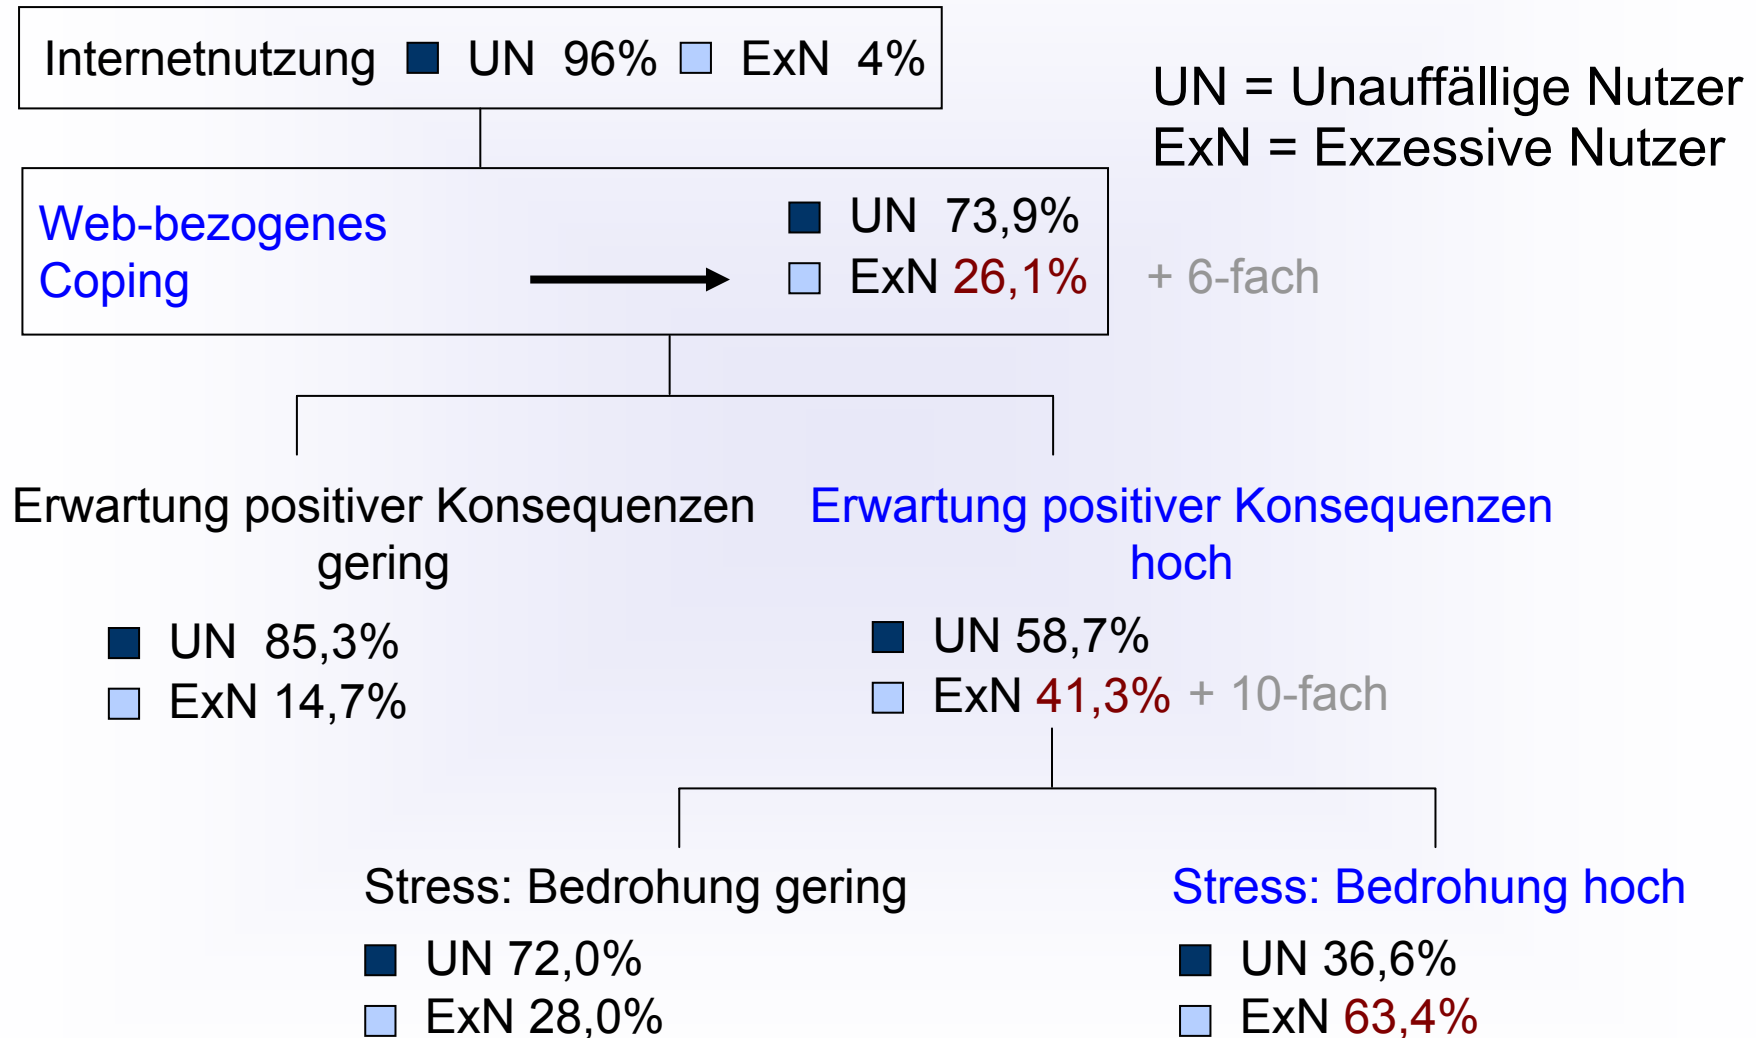 Internetnutzung UN 96% ExN 4%
UN = Unauffällige Nutzer
ExN = Exzessive Nutzer
Web-bezogenes
Coping
UN 73,9%
ExN 26,1% + 6-fach
Erwartung positiver Konsequenzen
gering
UN 85,3%
ExN 14,7%
Erwartung positiver Konsequenzen
hoch
UN 58,7%
ExN 41,3% + 10-fach
Stress: Bedrohung gering
UN 72,0%
ExN 28,0%
Stress: Bedrohung hoch
UN 36,6%
ExN 63,4%